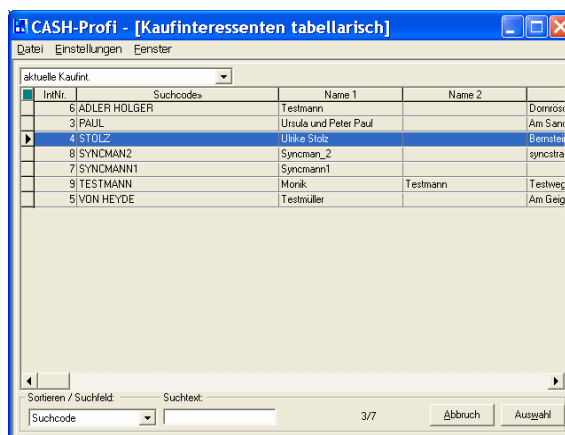 CASH-Profi - [Kaufinteressenten tabellarisch]
Datei Einstellungen Fenster
aktuelle Kaufint.
IntNr. Suchcode» Name 1 Name 2
6 ADLER HOLGER Testmann Dornrös
3 PAUL Ursula und Peter Paul Am Sand
4 STOLZ Ulrike Stolz Bernstein
8 SYNCMAN2 Syncman_2 syncstra
7 SYNCMANN1 Syncmann1
9 TESTMANN Monik Testmann Testweg
5 VON HEYDE Testmüller Am Geig
Sortieren / Suchfeld: Suchtext:
Suchcode 3/7 Abbruch Auswahl